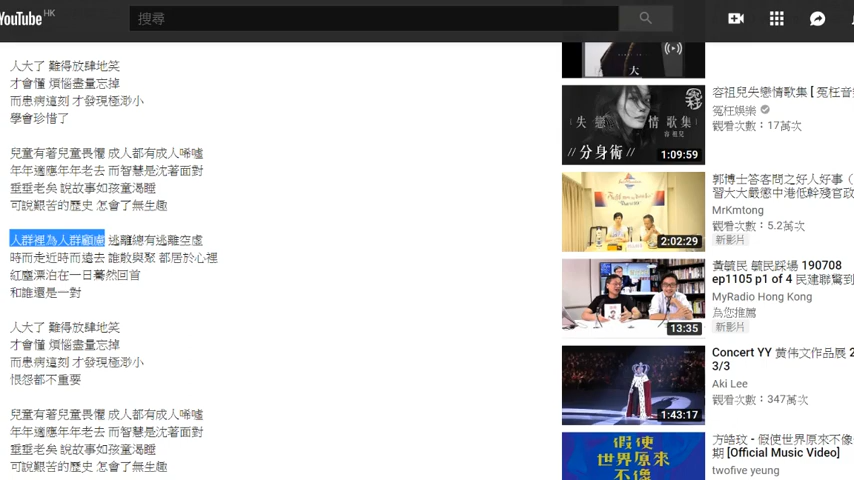 YouTube HK
搜尋
人大了 難得放肆地笑
才會懂 煩惱盡量忘掉
而患病這刻 才發現極渺小
學會珍惜了
兒童有著兒童畏懼 成人都有成人唏噓
年年適應年年老去 而智慧是沈著面對
垂垂老矣 說故事如孩童渴睡
可說艱苦的歷史 怎會了無生趣
人群裡為人群顧慮 逃離總有逃離空虛
時而走近時而遠去 誰散與聚 都居於心裡
紅塵漂泊在一日驀然回首
和誰還是一對
人大了 難得放肆地笑
才會懂 煩惱盡量忘掉
而患病這刻 才發現極渺小
恨怨都不重要
兒童有著兒童畏懼 成人都有成人唏噓
年年適應年年老去 而智慧是沈著面對
垂垂老矣 說故事如孩童渴睡
可說艱苦的歷史 怎會了無生趣
大
失戀情歌集
容祖兒
//分身術//
1:09:59
容祖兒失戀情歌集 [ 冤枉音
冤枉娛樂
觀看次數：17萬次
2:02:29
郭博士答客問之好人好事（
習大大嚴懲中港低幹殘官政
MrKmtong
觀看次數：5.2萬次
新影片
13:35
黃毓民 毓民踩場 190708
ep1105 p1 of 4 民建聯駡到
MyRadio Hong Kong
為您推薦
新影片
1:43:17
Concert YY 黃伟文作品展 2
3/3
Aki Lee
觀看次數：347萬次
假使
世界原來
不像
方皓玟 - 假使世界原來不像
期 [Official Music Video]
twofive yeung